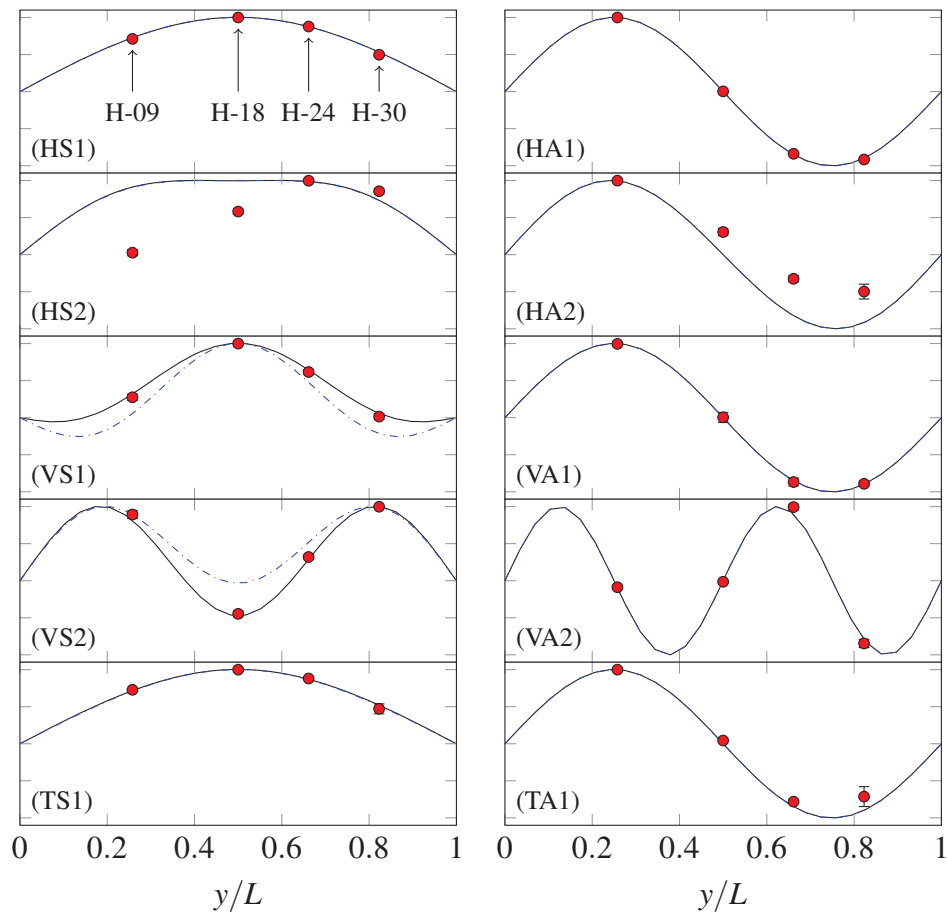 H-09 H-18 H-24 H-30
(HS1)
(HS2)
(VS1)
(VS2)
(TS1)
0 0.2 0.4 0.6 0.8 1
y/L
(HA1)
(HA2)
(VA1)
(VA2)
(TA1)
0 0.2 0.4 0.6 0.8 1
y/L